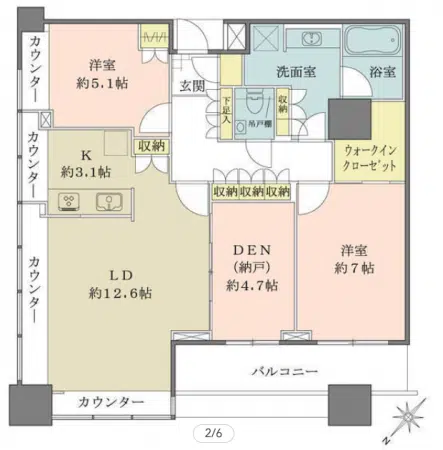 カウンター
洋室
約5.1帖
玄関
洗面室
浴室
下足入
吊戸棚
収納
カウンター
K
約3.1帖
収納
ウォークイン
クローゼット
収納 収納 収納
カウンター
LD
約12.6帖
DEN
(納戸)
約4.7帖
洋室
約7帖
バルコニー
カウンター
2/6
N